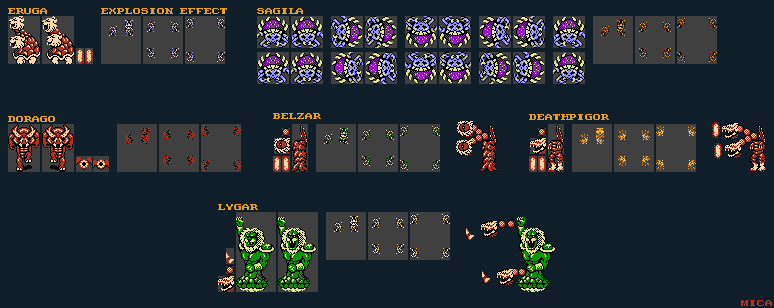 ERUGA
EXPLOSION EFFECT
SAGILA
DORAGO
BELZAR
DEATHPIGOR
LYGAR
MICA